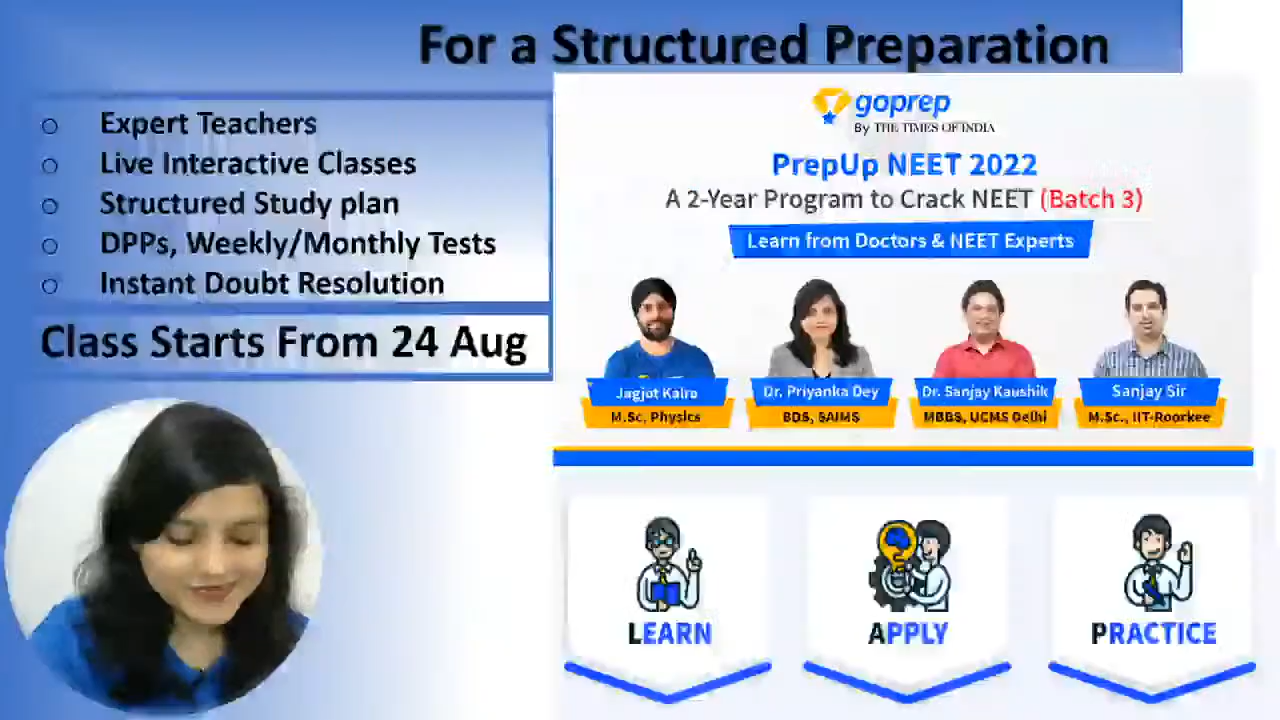 For a Structured Preparation
Expert Teachers
Live Interactive Classes
Structured Study plan
DPPs, Weekly/Monthly Tests
Instant Doubt Resolution
Class Starts From 24 Aug
goprep
By THE TIMES OF INDIA
PrepUp NEET 2022
A 2-Year Program to Crack NEET (Batch 3)
Learn from Doctors & NEET Experts
Jagjot Kalra
M.Sc, Physics
Dr. Priyanka Dey
BDS, SAIMS
Dr. Sanjay Kaushik
MBBS, UCMS Delhi
Sanjay Sir
M.Sc., IIT-Roorkee
LEARN
APPLY
PRACTICE